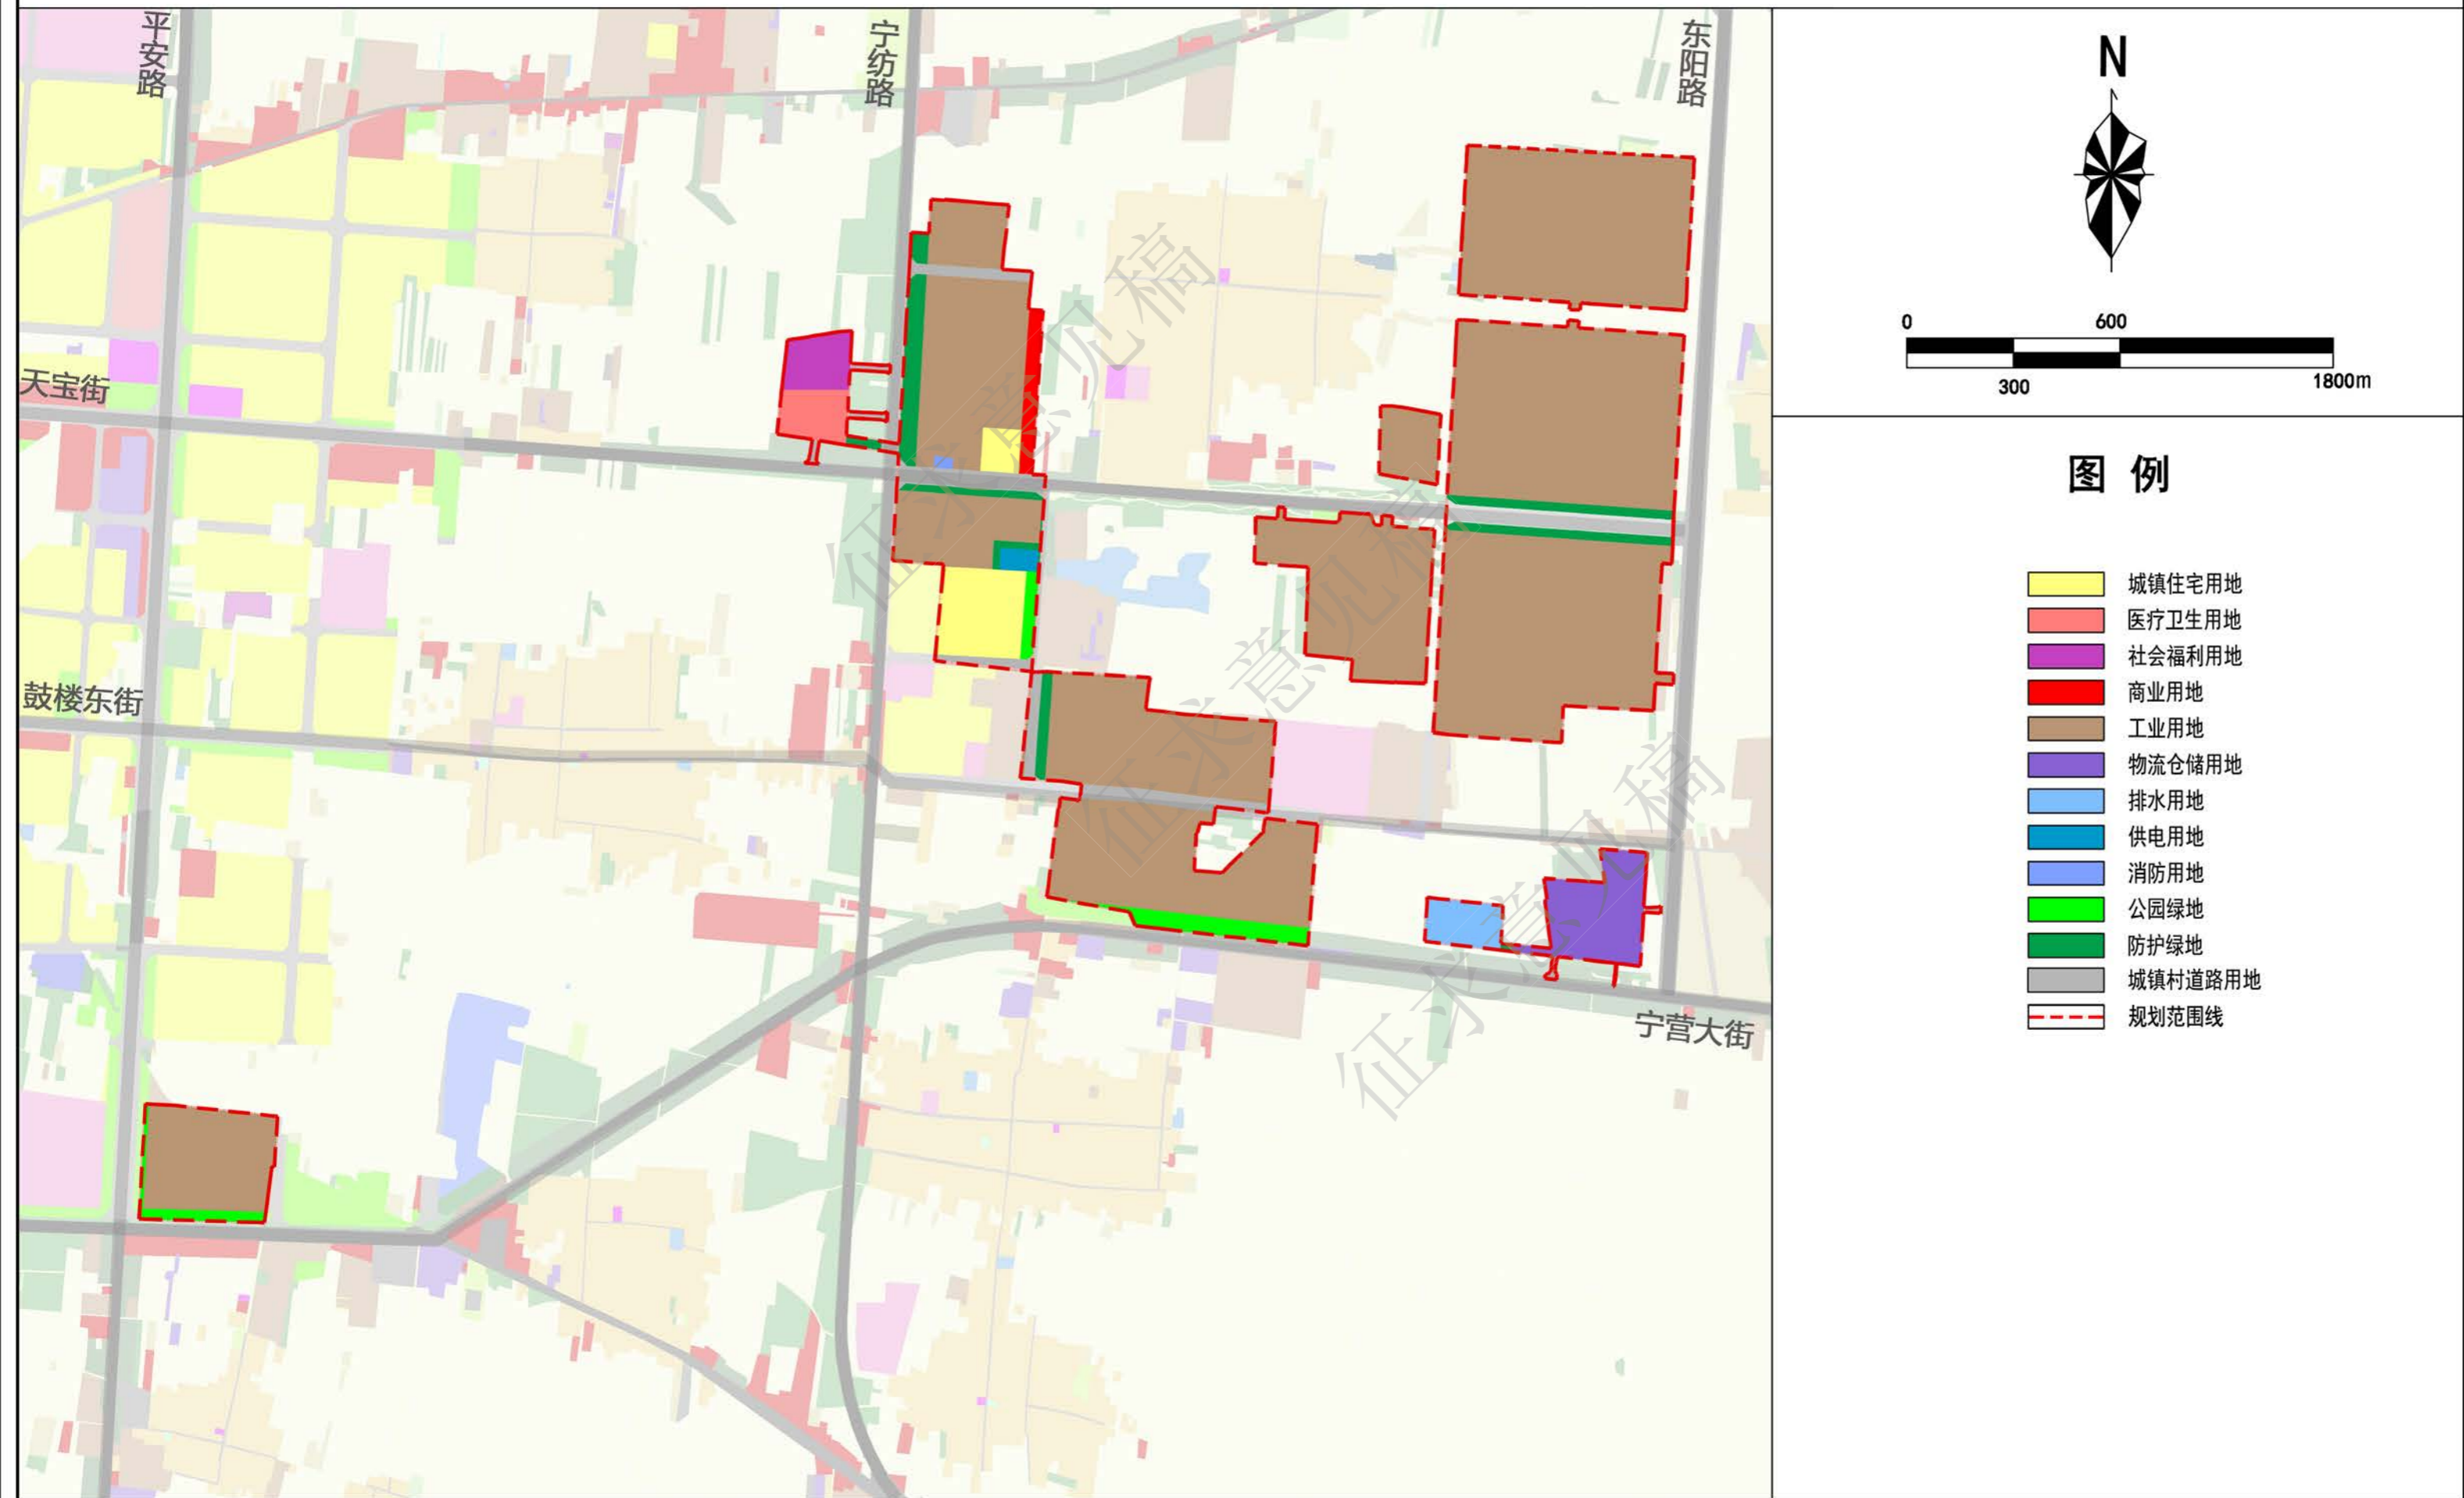 平安路
宁纺路
东阳路
天宝街
鼓楼东街
宁营大街
征求意见稿
征求意见稿
征求意见稿
N
0 600
300 1800m
图 例
城镇住宅用地
医疗卫生用地
社会福利用地
商业用地
工业用地
物流仓储用地
排水用地
供电用地
消防用地
公园绿地
防护绿地
城镇村道路用地
规划范围线